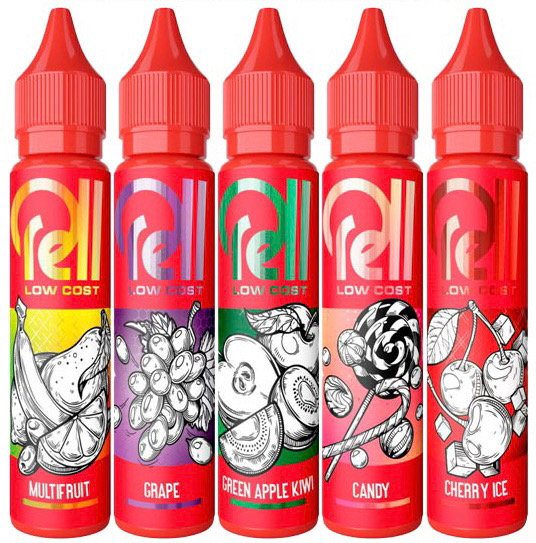 rell
LOW COST
MULTIFRUIT
rell
LOW COST
GRAPE
rell
LOW COST
GREEN APPLE KIWI
rell
LOW COST
CANDY
rell
LOW COST
CHERRY ICE